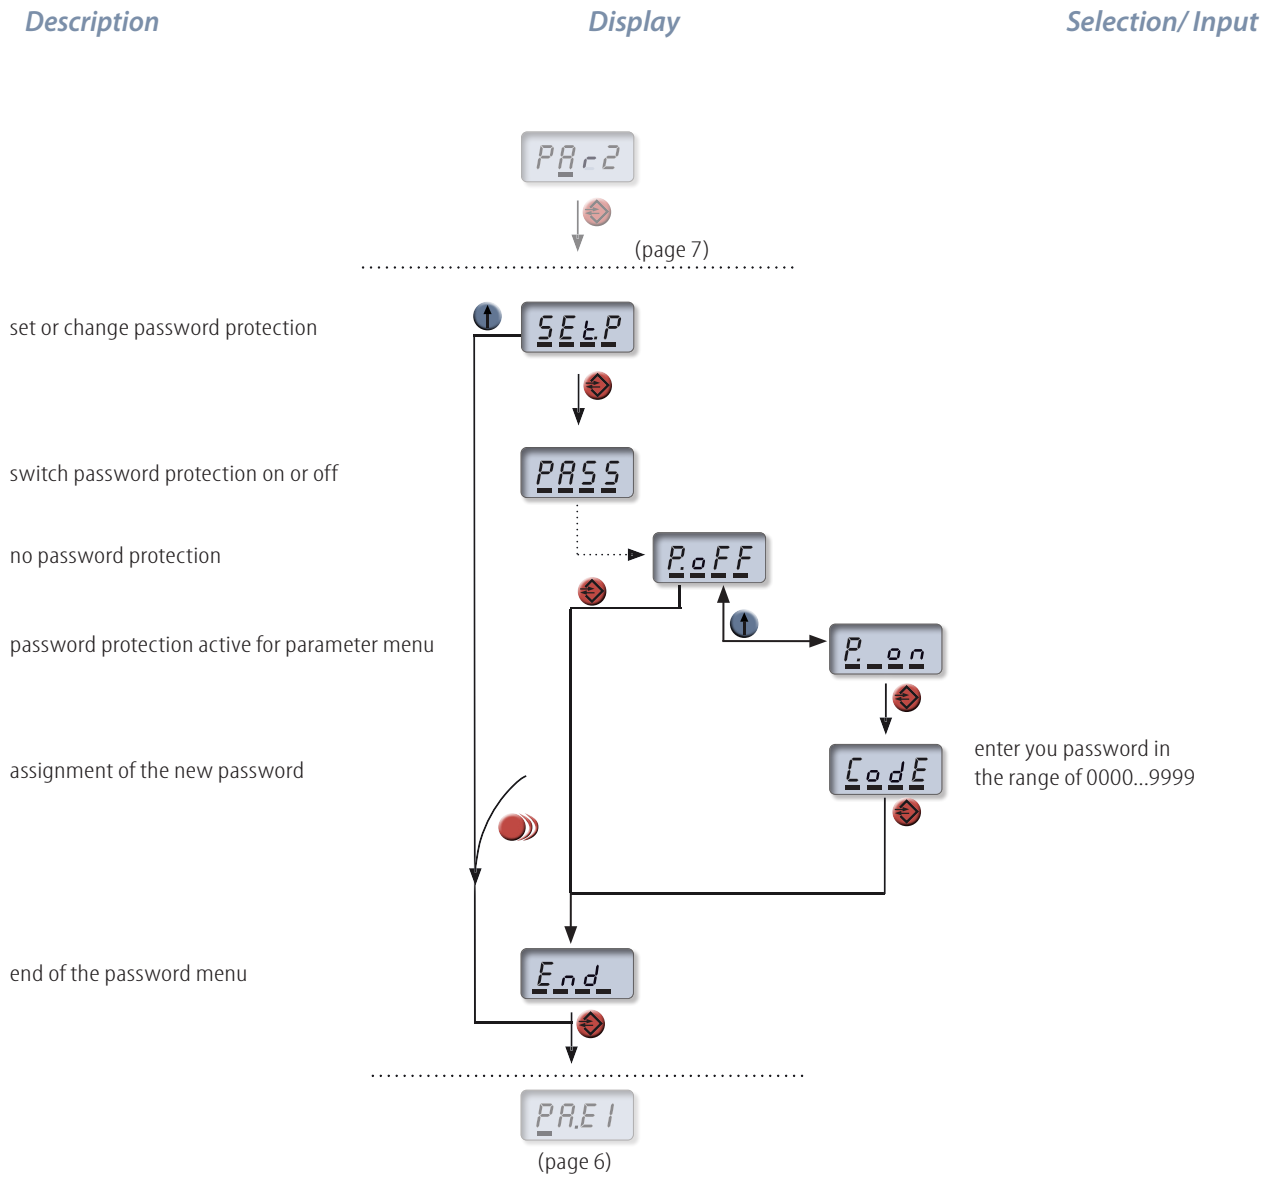 Description Display Selection/ Input
PAr2
(page 7)
set or change password protection
SEt.P
switch password protection on or off
PASS
no password protection
P.oFF
password protection active for parameter menu
P._on
assignment of the new password
CodE
enter you password in
the range of 0000...9999
end of the password menu
End
PA.E1
(page 6)